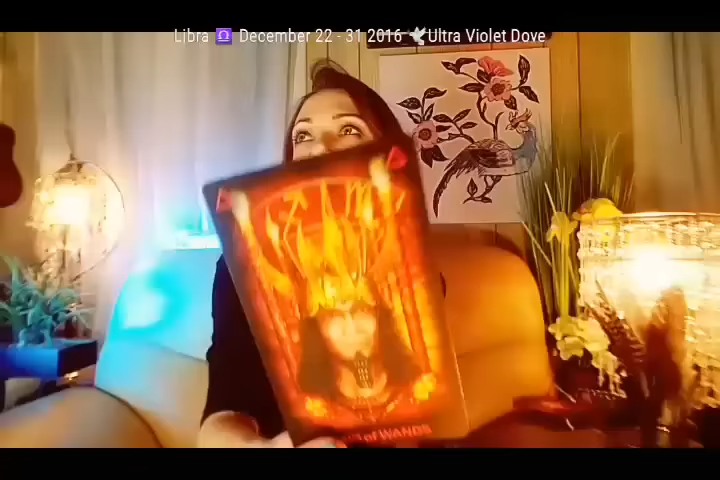 Libra ♎ December 22 - 31 2016 🕊Ultra Violet Dove
of WANDS